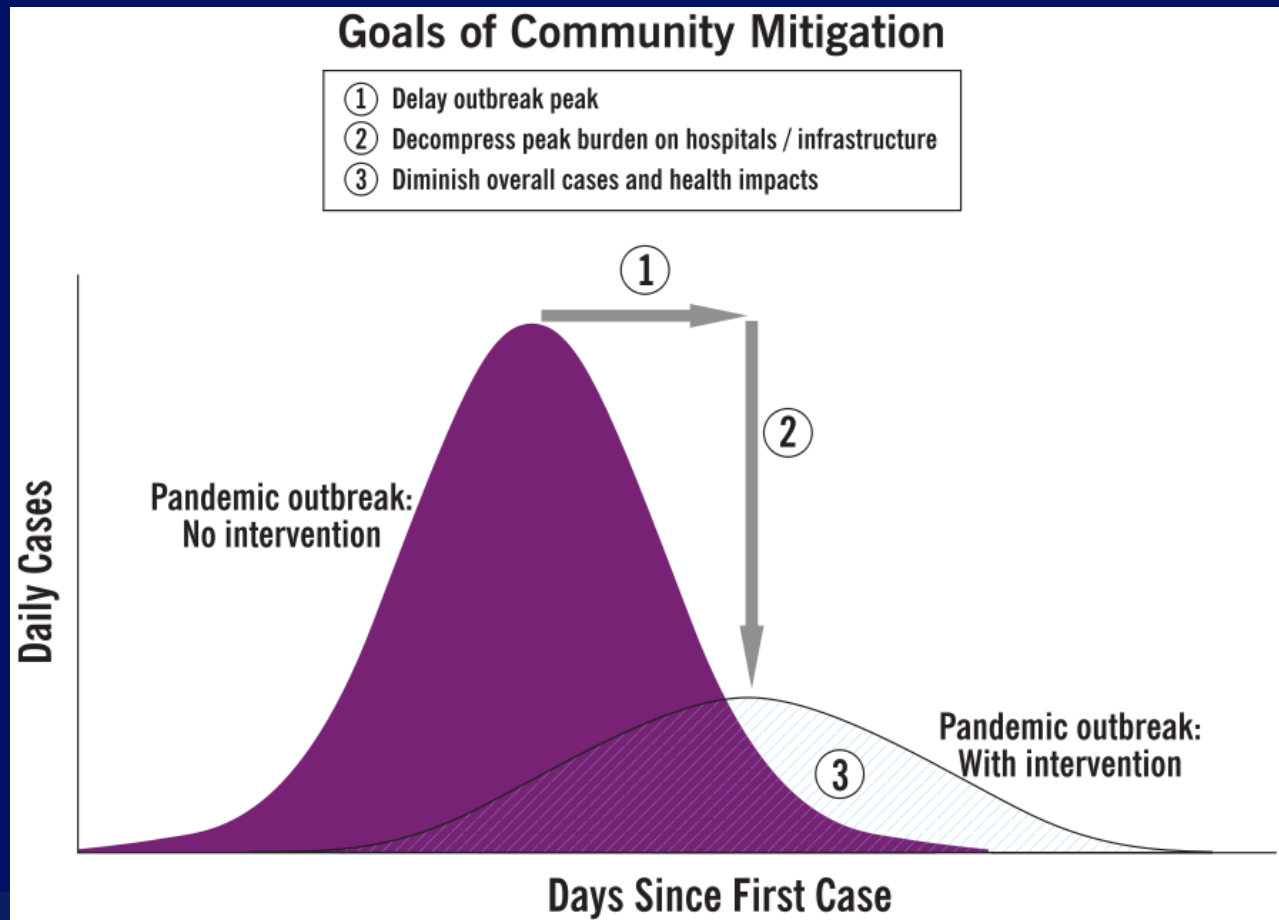 Goals of Community Mitigation
① Delay outbreak peak
② Decompress peak burden on hospitals / infrastructure
③ Diminish overall cases and health impacts
①
②
Pandemic outbreak:
No intervention
Daily Cases
Pandemic outbreak:
With intervention
③
Days Since First Case